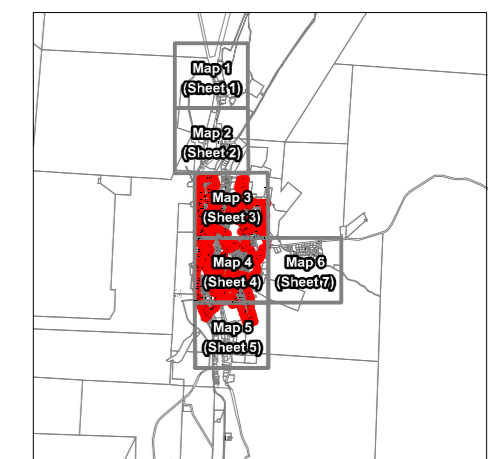 Map 1
(Sheet 1)
Map 2
(Sheet 2)
Map 3
(Sheet 3)
Map 4
(Sheet 4)
Map 6
(Sheet 7)
Map 5
(Sheet 5)